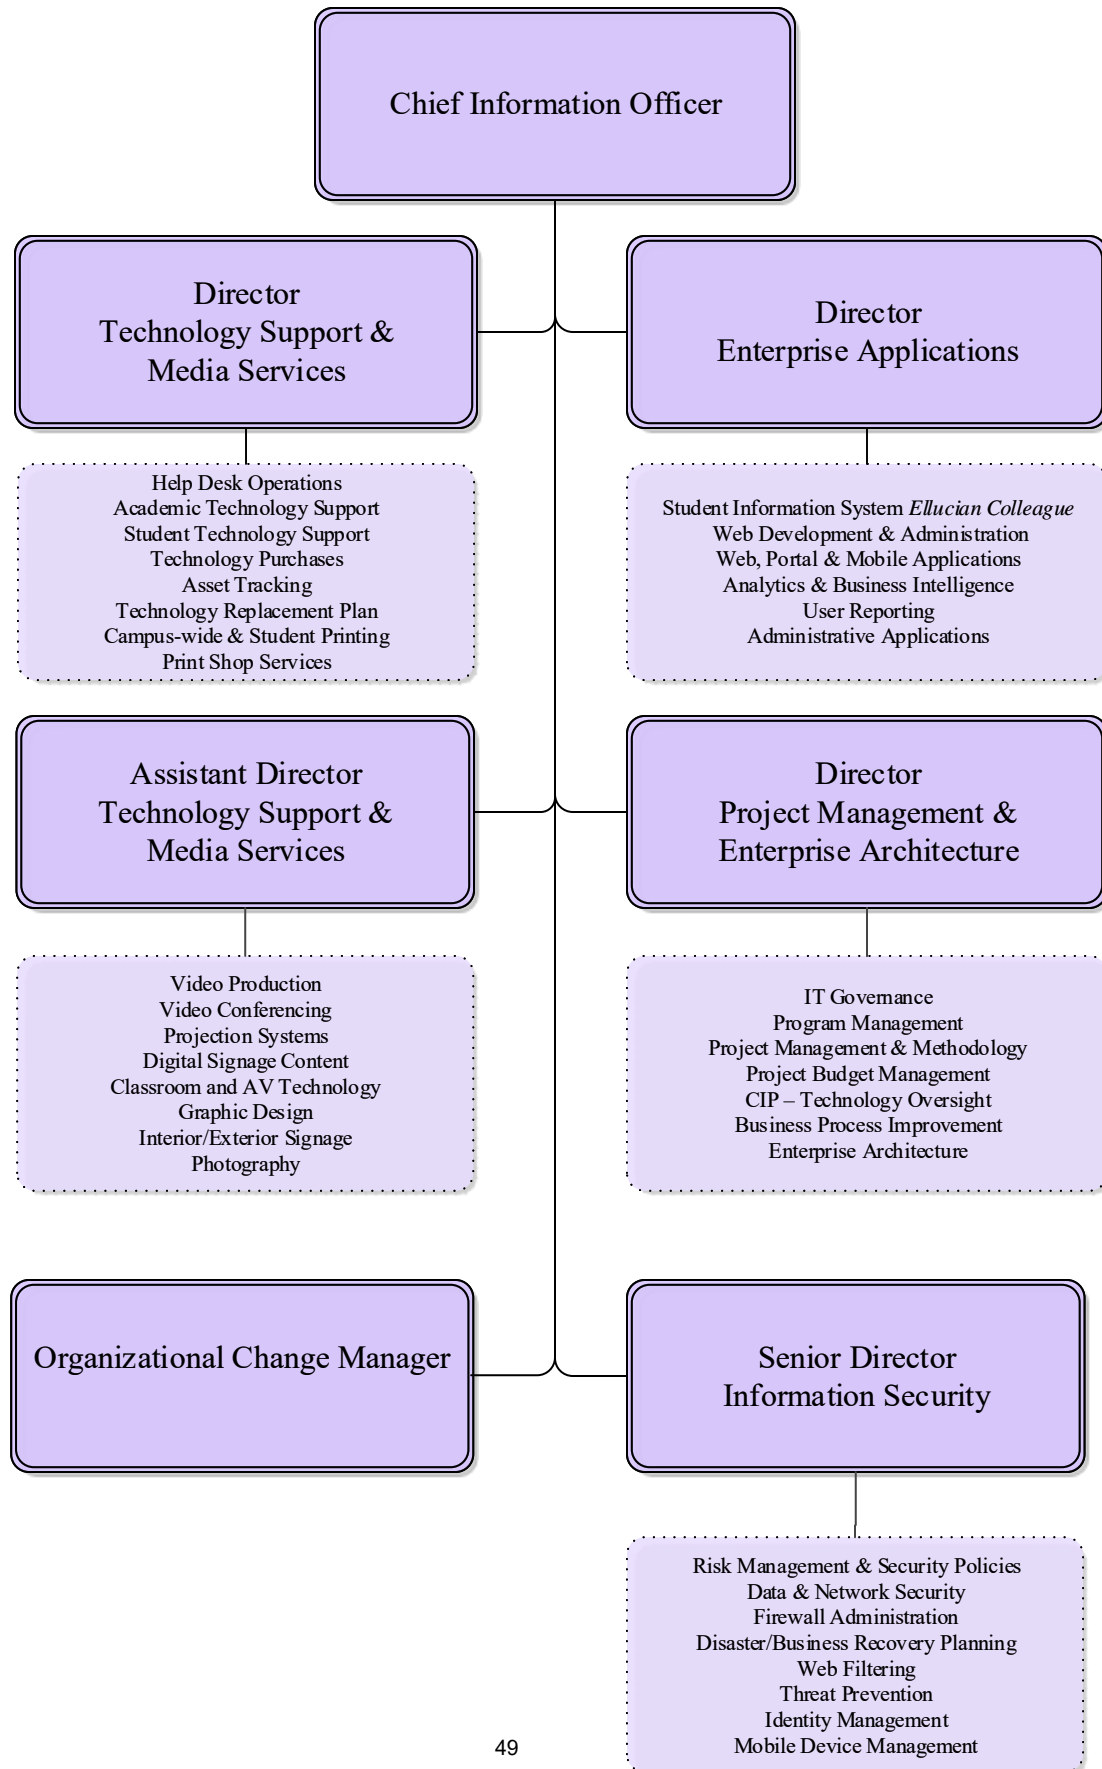 Chief Information Officer
Director
Technology Support &
Media Services
Director
Enterprise Applications
Help Desk Operations
Academic Technology Support
Student Technology Support
Technology Purchases
Asset Tracking
Technology Replacement Plan
Campus-wide & Student Printing
Print Shop Services
Student Information System Ellucian Colleague
Web Development & Administration
Web, Portal & Mobile Applications
Analytics & Business Intelligence
User Reporting
Administrative Applications
Assistant Director
Technology Support &
Media Services
Director
Project Management &
Enterprise Architecture
Video Production
Video Conferencing
Projection Systems
Digital Signage Content
Classroom and AV Technology
Graphic Design
Interior/Exterior Signage
Photography
IT Governance
Program Management
Project Management & Methodology
Project Budget Management
CIP – Technology Oversight
Business Process Improvement
Enterprise Architecture
Organizational Change Manager
Senior Director
Information Security
Risk Management & Security Policies
Data & Network Security
Firewall Administration
Disaster/Business Recovery Planning
Web Filtering
Threat Prevention
Identity Management
Mobile Device Management
49